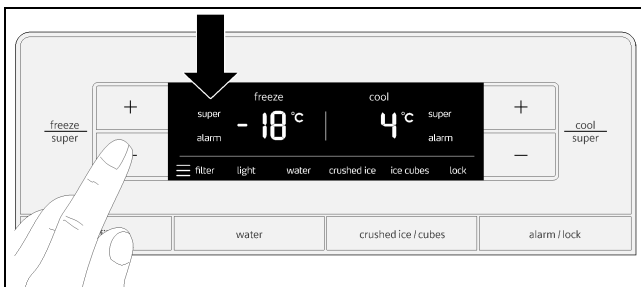 freeze
super
+
−
super
alarm
freeze
- 18 °C
cool
4 °C
super
alarm
filter light water crushed ice ice cubes lock
+
−
cool
super
water
crushed ice / cubes
alarm / lock